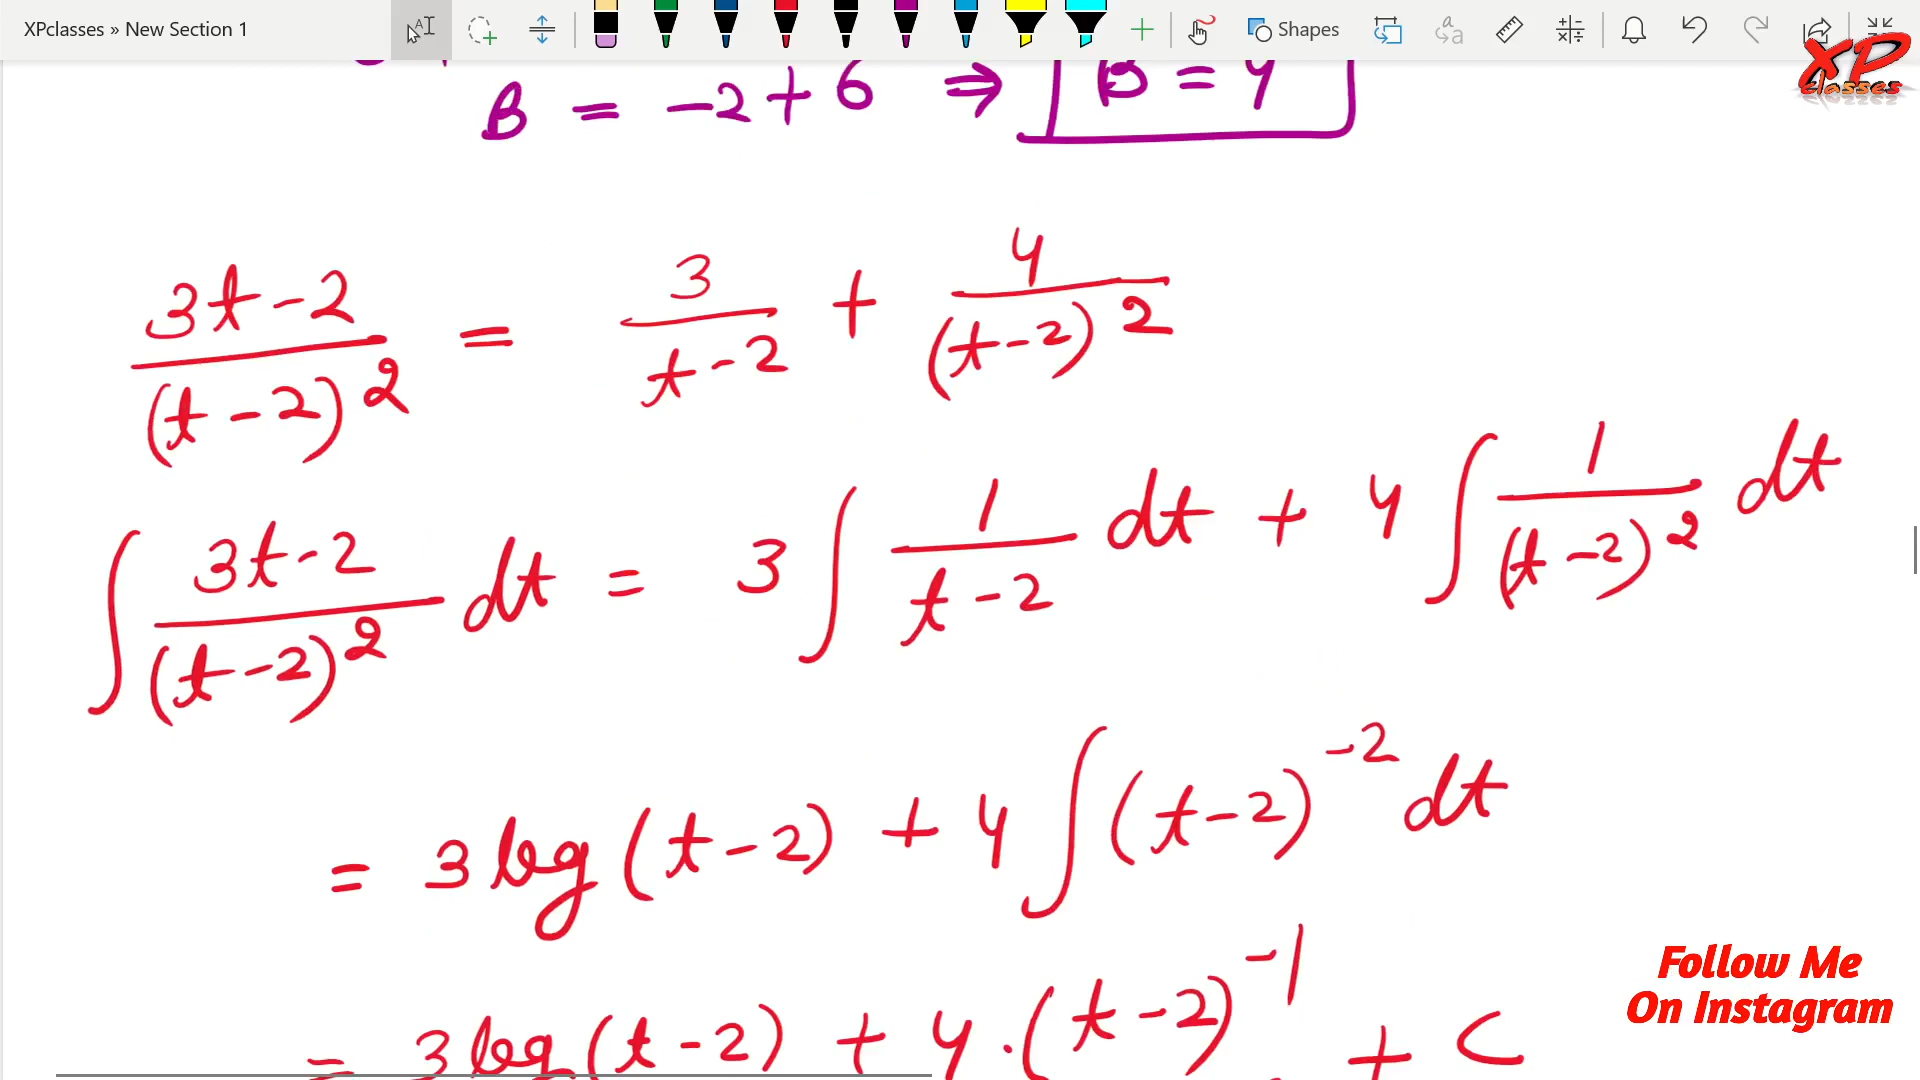 XPclasses » New Section 1
Shapes
XP
classes
B = -2+6 ⇒ B = 4
3t-2/(t-2)^2 = 3/t-2 + 4/(t-2)^2
∫ 3t-2/(t-2)^2 dt = 3 ∫ 1/t-2 dt + 4 ∫ 1/(t-2)^2 dt
= 3 log (t-2) + 4 ∫ (t-2)^-2 dt
= 3 log (t-2) + 4 . (t-2)^-1 + C
Follow Me
On Instagram